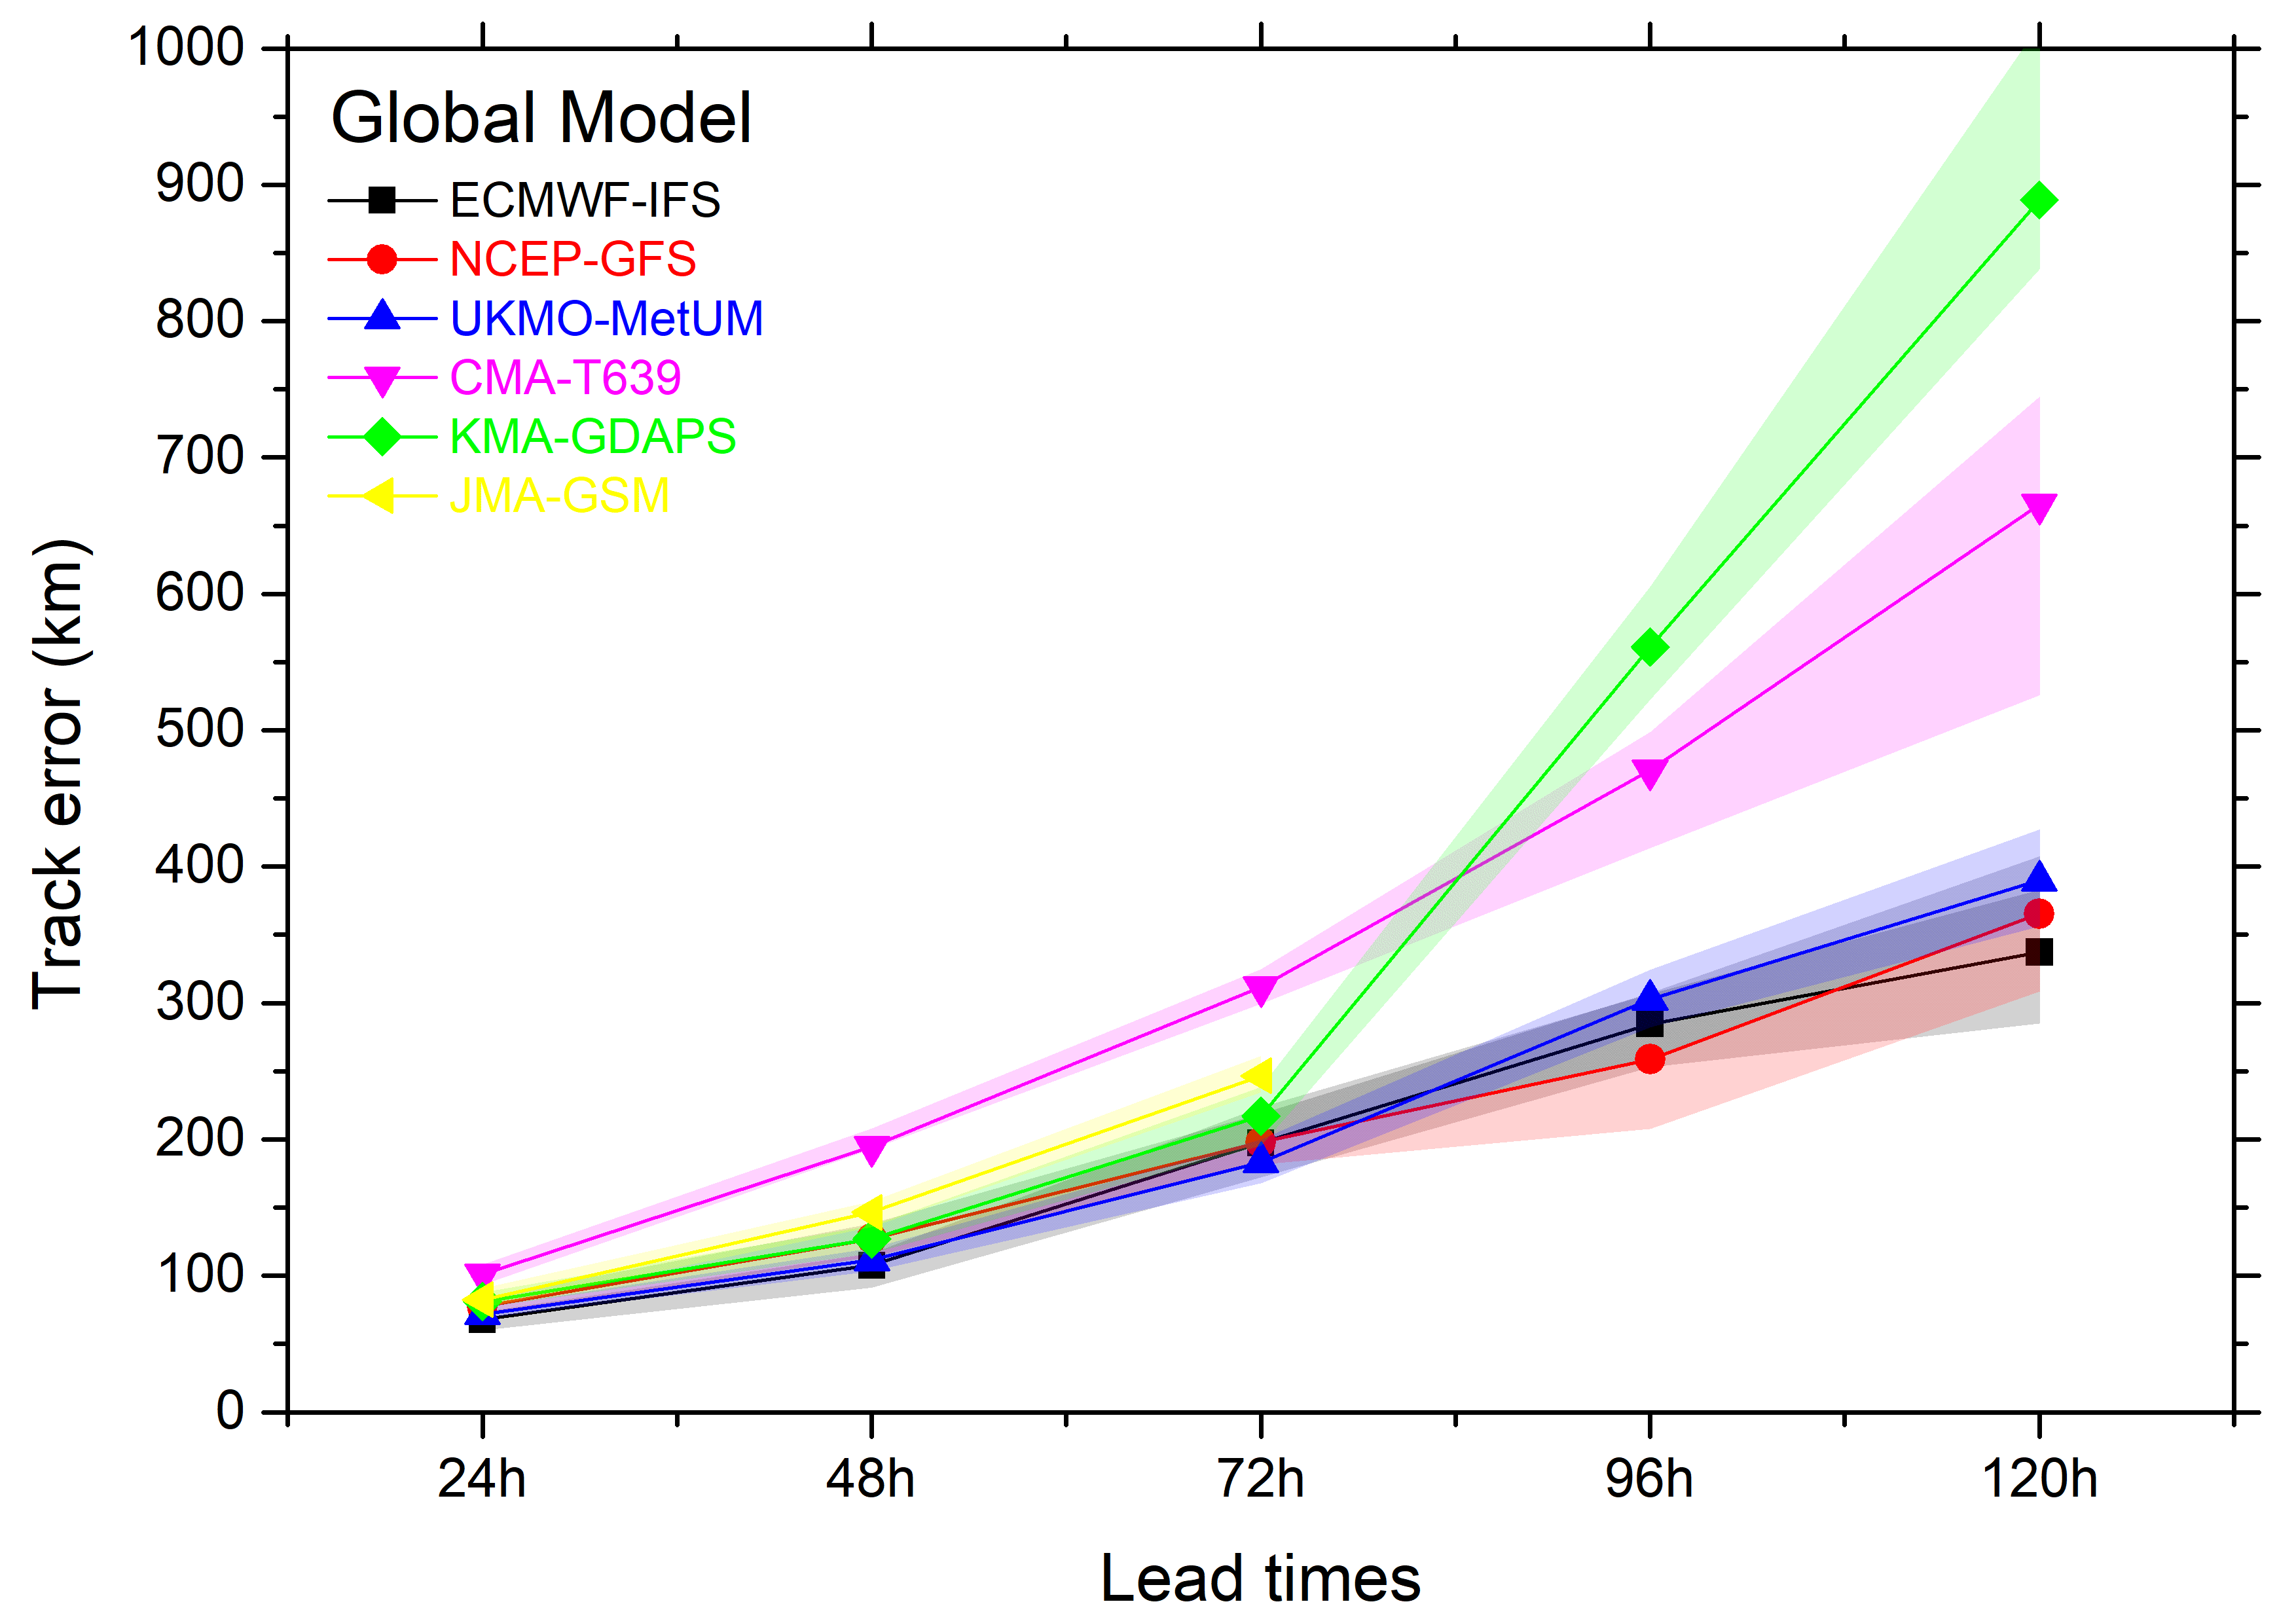 1000
900
800
700
600
500
400
300
200
100
0
Track error (km)
Global Model
ECMWF-IFS
NCEP-GFS
UKMO-MetUM
CMA-T639
KMA-GDAPS
JMA-GSM
24h 48h 72h 96h 120h
Lead times